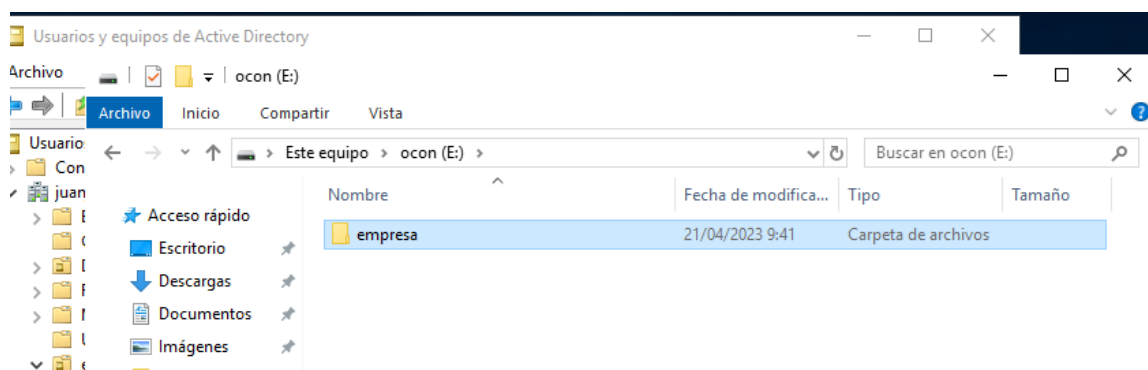 Usuarios y equipos de Active Directory
Archivo
ocon (E:)
Archivo Inicio Compartir Vista
Usuario
Este equipo > ocon (E:) >
Buscar en ocon (E:)
Con
juan
Nombre Fecha de modifica... Tipo Tamaño
Acceso rápido
empresa 21/04/2023 9:41 Carpeta de archivos
Escritorio
Descargas
Documentos
Imágenes